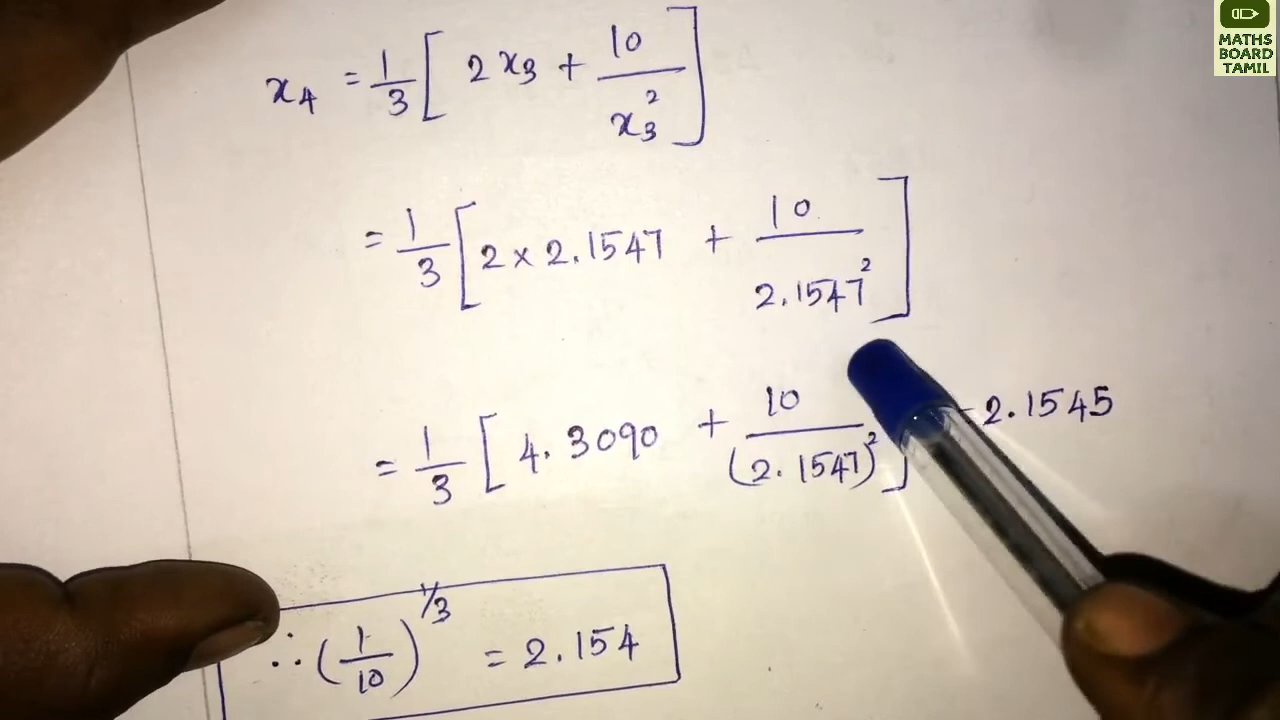 MATHS
BOARD
TAMIL
x₄ = 1/3 [ 2x₃ + 10/x₃² ]
= 1/3 [ 2 × 2.1547 + 10/2.1547² ]
= 1/3 [ 4.3090 + 10/(2.1547)² ] 2.1545
∴ (1/10)^1/3 = 2.154